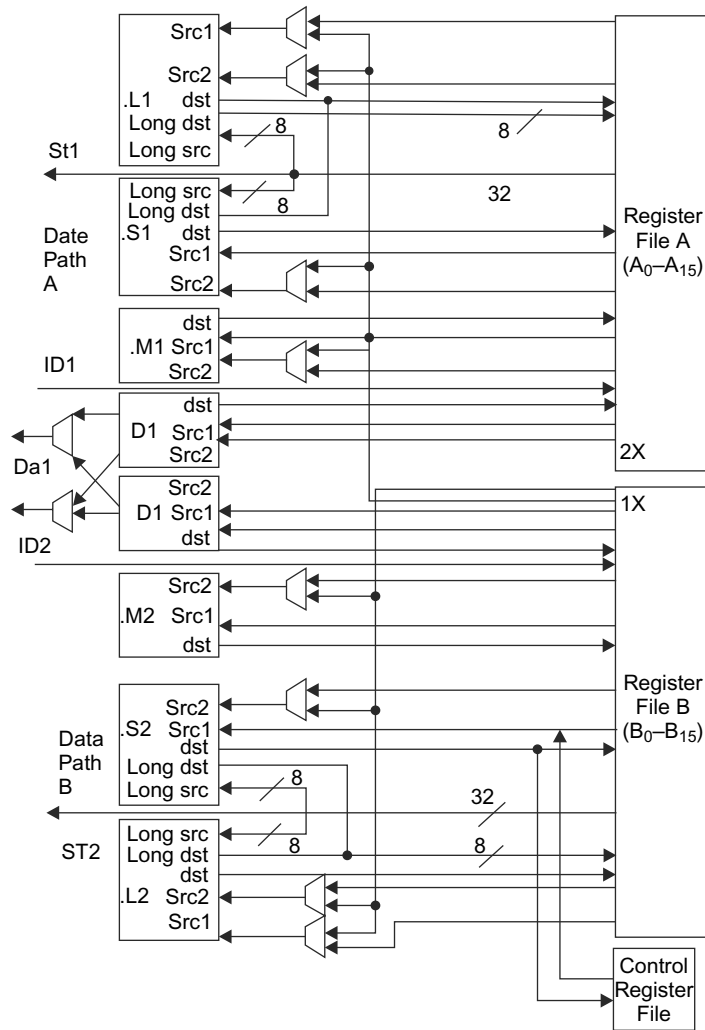 Src1
Src2
.L1
dst
Long dst
8
8
Long src
St1
Long src
8
32
Long dst
.S1
dst
Src1
Src2
Date
Path
A
Register
File A
(A0–A15)
dst
.M1
Src1
Src2
ID1
dst
D1
Src1
Src2
2X
Da1
Src2
1X
D1
Src1
dst
ID2
Src2
.M2
Src1
dst
Src2
.S2
Src1
dst
Long dst
Long src
8
Data
Path
B
Register
File B
(B0–B15)
32
Long src
8
8
Long dst
ST2
dst
.L2
Src2
Src1
Control
Register
File